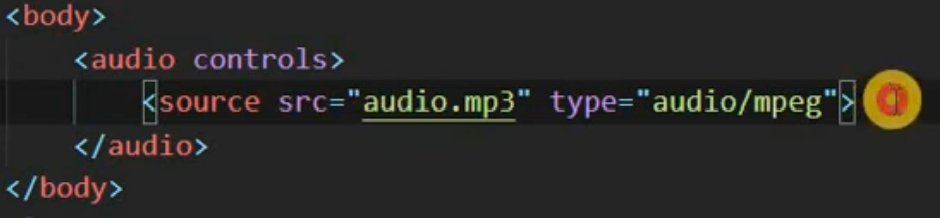 <body>
<audio controls>
<source src="audio.mp3" type="audio/mpeg">
</audio>
</body>